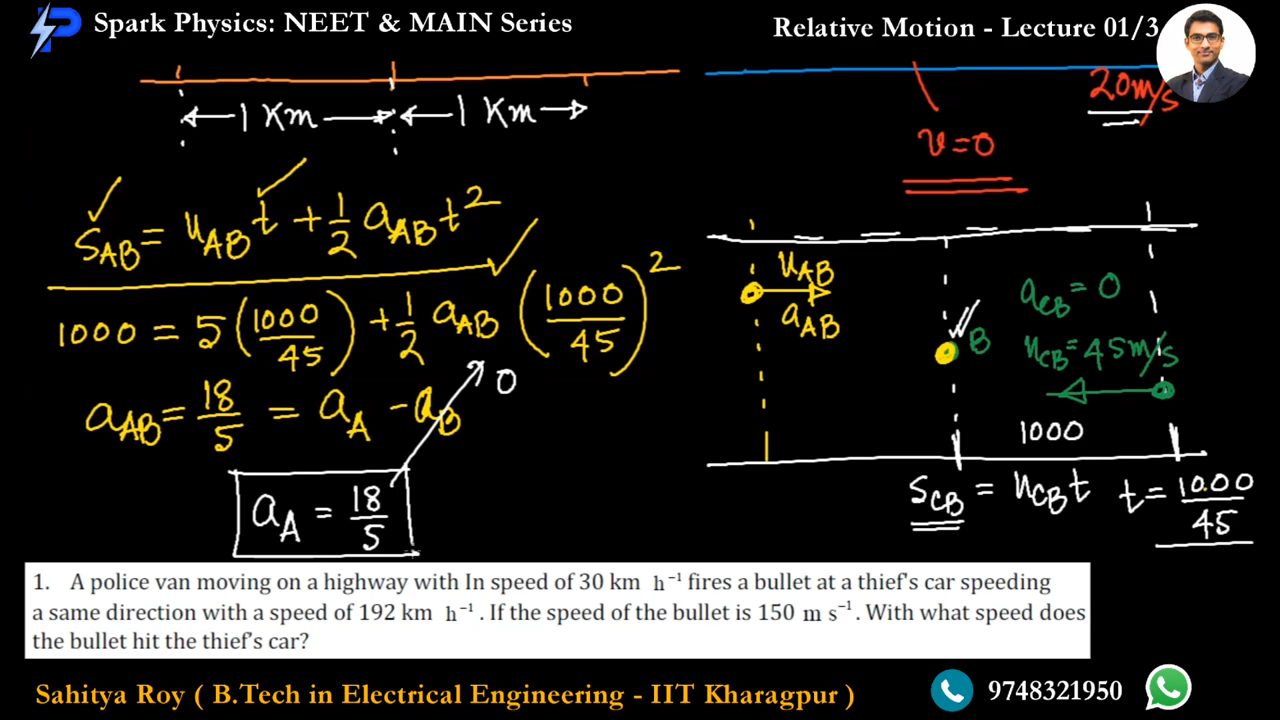 Spark Physics: NEET & MAIN Series
Relative Motion - Lecture 01/3
1 Km
1 Km
20m/s
v=0
S_AB = u_AB t + 1/2 a_AB t^2
1000 = 5 (1000/45) + 1/2 a_AB (1000/45)^2
a_AB = 18/5 = a_A - a_B
0
a_A = 18/5
u_AB
a_AB
B
a_CB = 0
u_CB = 45m/s
1000
S_CB = u_CB t t = 1000/45
1. A police van moving on a highway with In speed of 30 km h⁻¹ fires a bullet at a thief's car speeding
a same direction with a speed of 192 km h⁻¹. If the speed of the bullet is 150 m s⁻¹. With what speed does
the bullet hit the thief's car?
Sahitya Roy ( B.Tech in Electrical Engineering - IIT Kharagpur )
9748321950